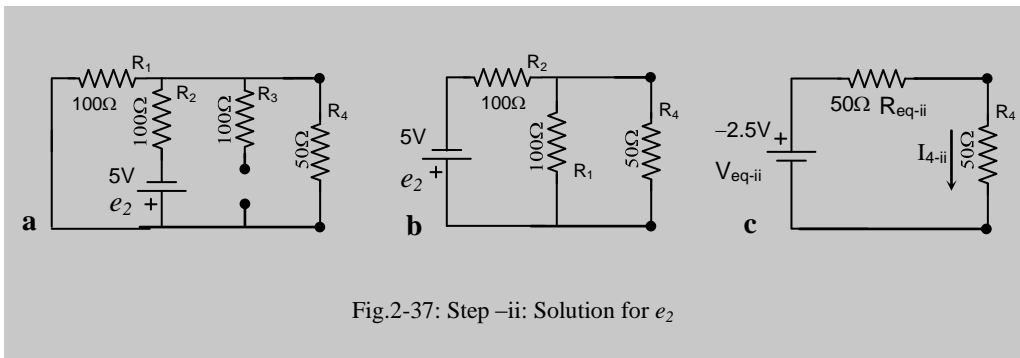 R1
100Ω
R2
100Ω
R3
100Ω
R4
50Ω
5V
e2
+
a
R2
100Ω
R4
5V
100Ω
50Ω
e2
+
R1
b
50Ω Req-ii
R4
−2.5V
+
I4-ii
50Ω
Veq-ii
c
Fig.2-37: Step –ii: Solution for e2